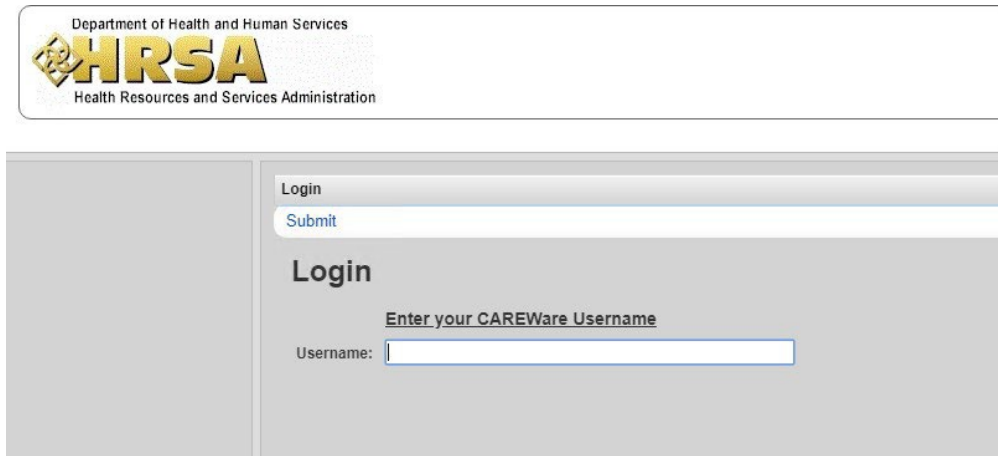 Department of Health and Human Services
HRSA
Health Resources and Services Administration
Login
Submit
Login
Enter your CAREWare Username
Username: